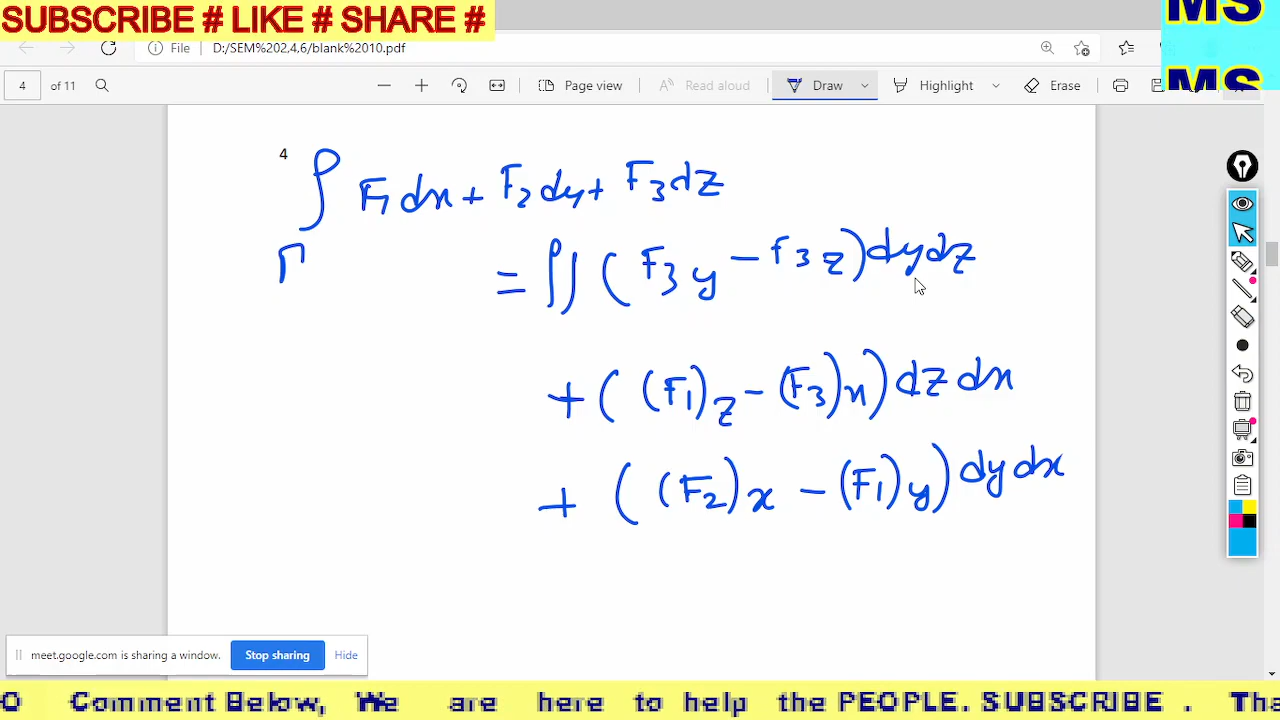 SUBSCRIBE # LIKE # SHARE #
MS
MS
File D:/SEM%202,4,6/blank%2010.pdf
4 of 11 Page view Read aloud Draw Highlight Erase
4
∫ F1 dx + F2 dy + F3 dz
Γ
= ∫∫ ( F3 y − F3 z ) dy dz
+ ( (F1)z − (F3)x ) dz dx
+ ( (F2)x − (F1)y ) dy dx
meet.google.com is sharing a window. Stop sharing Hide
O Comment Below, We are here to help the PEOPLE. SUBSCRIBE . Tha